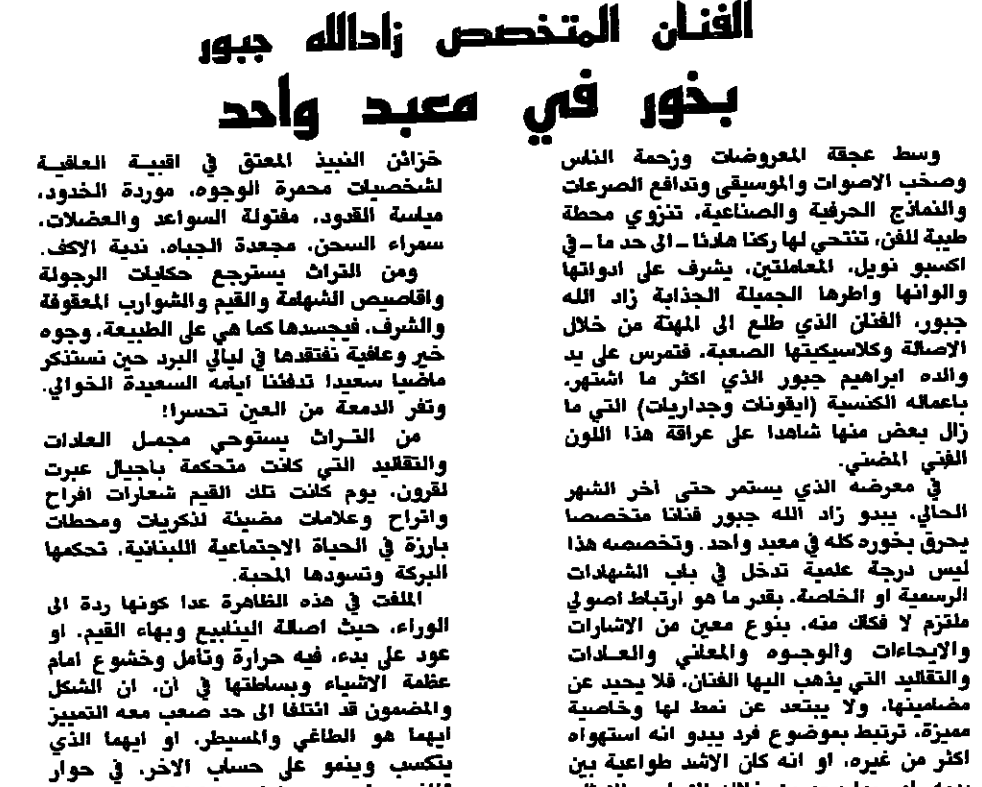 الفنان المتخصص زادالله جبور
بخور في معبد واحد
وسط عجقة المعروضات وزحمة الناس
وصخب الاصوات والموسيقى وتدافع الصرعات
والنماذج الحرفية والصناعية، تنزوي محطة
طيبة للفن، تنتحي لها ركنا هادئا ـ الى حد ما ـ في
اكسبو نويل، المعاملتين، يشرف على ادواتها
والوانها واطرها الجميلة الجذابة زاد الله
جبور، الفنان الذي طلع الى المهنة من خلال
الاصالة وكلاسيكيتها الصعبة، فتمرس على يد
والده ابراهيم جبور الذي اكثر ما اشتهر،
باعماله الكنسية (ايقونات وجداريات) التي ما
زال بعض منها شاهدا على عراقة هذا اللون
الفني المضني.
في معرضه الذي يستمر حتى آخر الشهر
الحالي، يبدو زاد الله جبور فنانا متخصصا
يحرق بخوره كله في معبد واحد. وتخصصه هذا
ليس درجة علمية تدخل في باب الشهادات
الرسمية او الخاصة، بقدر ما هو ارتباط اصولي
ملتزم لا فكاك منه، بنوع معين من الاشارات
والايحاءات والوجوه والمعاني والعادات
والتقاليد التي يذهب اليها الفنان، فلا يحيد عن
مضامينها، ولا يبتعد عن نمط لها وخاصية
مميزة، ترتبط بموضوع فرد يبدو انه استهواه
اكثر من غيره، او انه كان الاشد طواعية بين
خزائن النبيذ المعتق في اقبية العافية
لشخصيات محمرة الوجوه، موردة الخدود،
مياسة القدود، مفتولة السواعد والعضلات،
سمراء السحن، مجعدة الجباه، ندية الاكف.
ومن التراث يسترجع حكايات الرجولة
واقاصيص الشهامة والقيم والشوارب المعقوفة
والشرف، فيجسدها كما هي على الطبيعة، وجوه
خير وعافية نفتقدها في ليالي البرد حين نستذكر
ماضيا سعيدا تدفئنا ايامه السعيدة الخوالي،
وتفر الدمعة من العين تحسرا!
من التراث يستوحي مجمل العادات
والتقاليد التي كانت متحكمة باجيال عبرت
لقرون، يوم كانت تلك القيم شعارات افراح
واتراح وعلامات مضيئة لذكريات ومحطات
بارزة في الحياة الاجتماعية اللبنانية، تحكمها
البركة وتسودها المحبة.
الملفت في هذه الظاهرة عدا كونها ردة الى
الوراء، حيث اصالة الينابيع وبهاء القيم، او
عود على بدء، فيه حرارة وتأمل وخشوع امام
عظمة الاشياء وبساطتها في آن، ان الشكل
والمضمون قد ائتلفا الى حد صعب معه التمييز
ايهما هو الطاغي والمسيطر، او ايهما الذي
يتكسب وينمو على حساب الاخر، في حوار